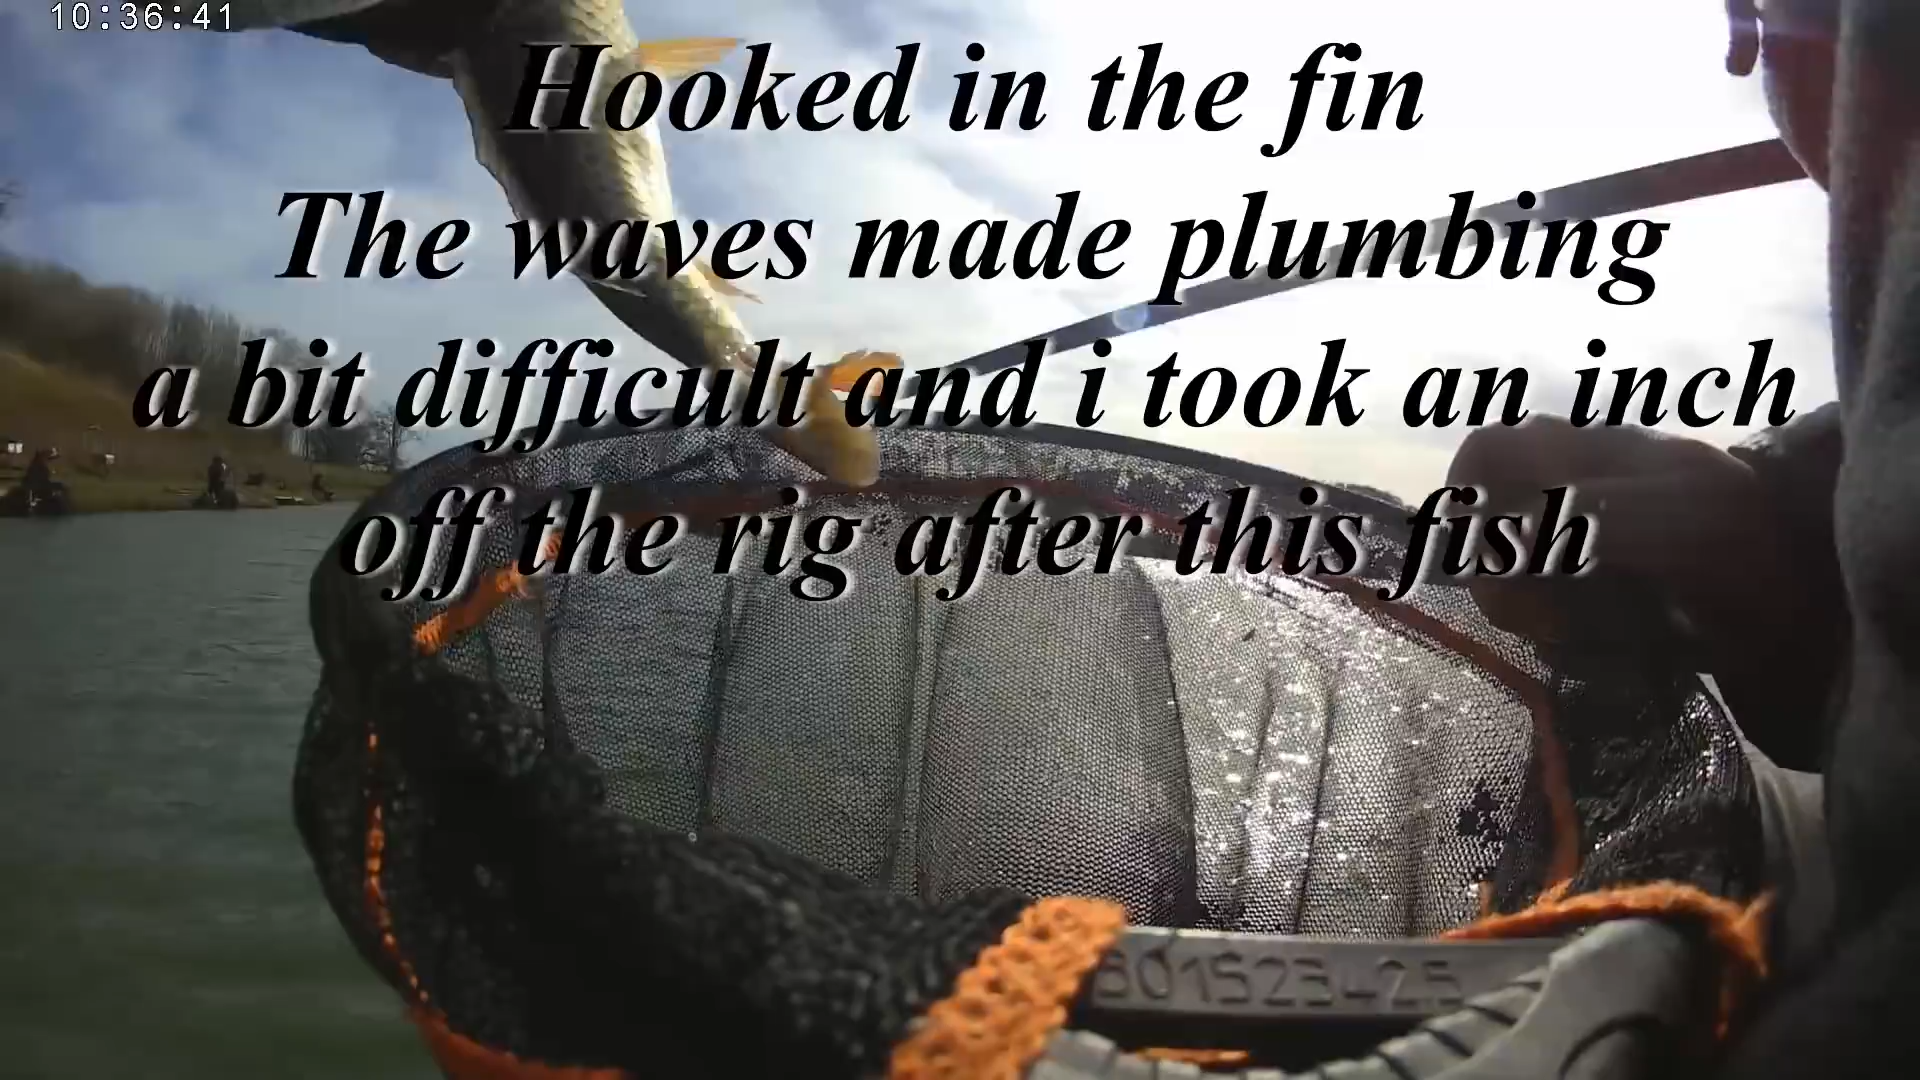 10:36:41
Hooked in the fin
The waves made plumbing
a bit difficult and i took an inch
off the rig after this fish